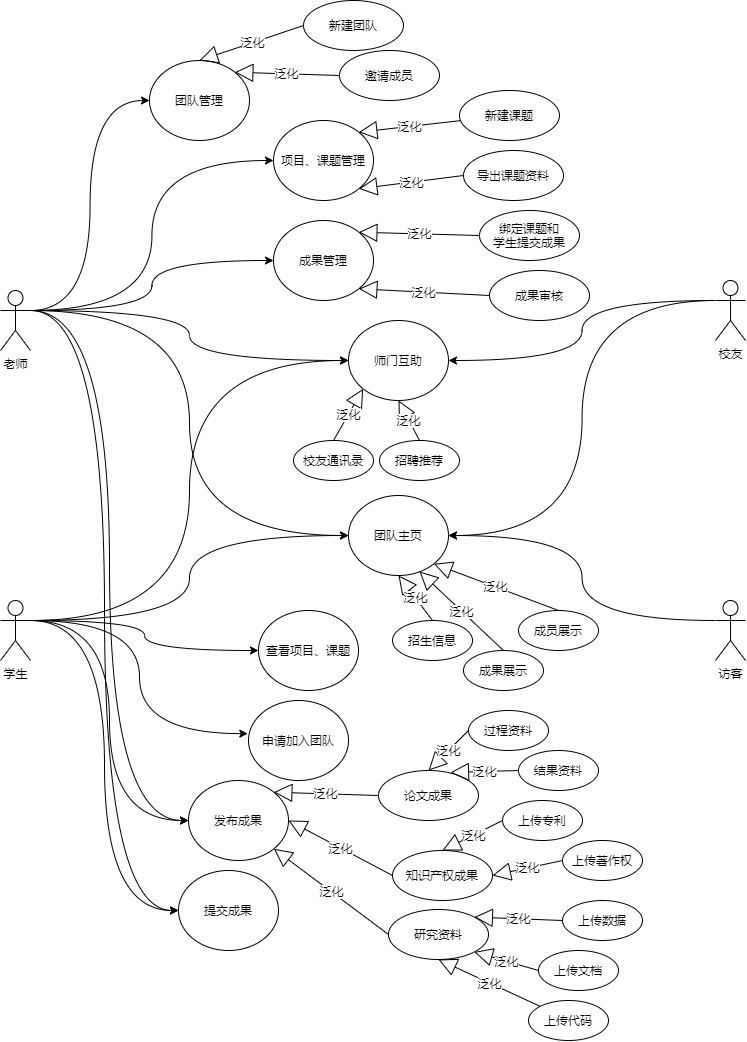 新建团队
泛化
邀请成员
泛化
团队管理
新建课题
泛化
项目、课题管理
导出课题资料
泛化
绑定课题和
学生提交成果
泛化
成果管理
成果审核
泛化
老师
校友
师门互助
泛化
泛化
校友通讯录
招聘推荐
团队主页
泛化
泛化
泛化
招生信息
成果展示
成员展示
学生
访客
查看项目、课题
申请加入团队
过程资料
泛化
结果资料
泛化
论文成果
泛化
发布成果
上传专利
泛化
泛化
上传著作权
泛化
知识产权成果
泛化
提交成果
研究资料
上传数据
泛化
上传文档
泛化
上传代码
泛化